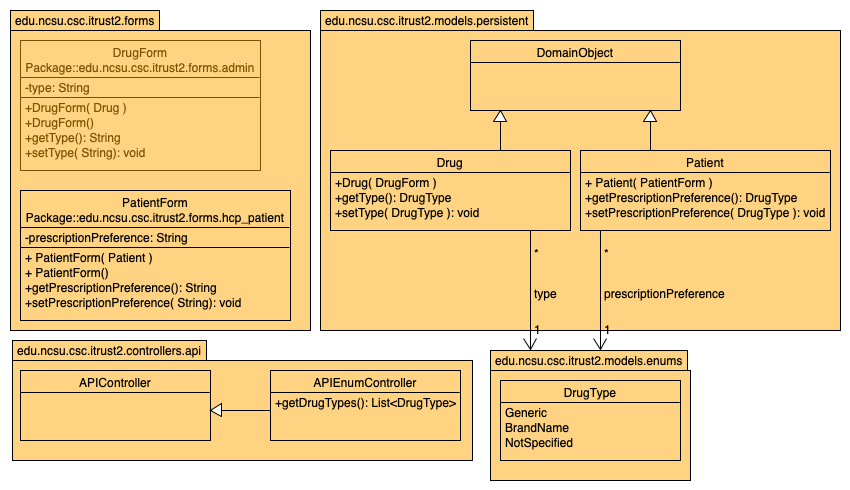 edu.ncsu.csc.itrust2.forms
DrugForm
Package::edu.ncsu.csc.itrust2.forms.admin
-type: String
+DrugForm( Drug )
+DrugForm()
+getType(): String
+setType( String): void
PatientForm
Package::edu.ncsu.csc.itrust2.forms.hcp_patient
-prescriptionPreference: String
+ PatientForm( Patient )
+ PatientForm()
+getPrescriptionPreference(): String
+setPrescriptionPreference( String): void
edu.ncsu.csc.itrust2.models.persistent
DomainObject
Drug
+Drug( DrugForm )
+getType(): DrugType
+setType( DrugType ): void
Patient
+ Patient( PatientForm )
+getPrescriptionPreference(): DrugType
+setPrescriptionPreference( DrugType ): void
*
type
1
*
prescriptionPreference
1
edu.ncsu.csc.itrust2.controllers.api
APIController
APIEnumController
+getDrugTypes(): List<DrugType>
edu.ncsu.csc.itrust2.models.enums
DrugType
Generic
BrandName
NotSpecified